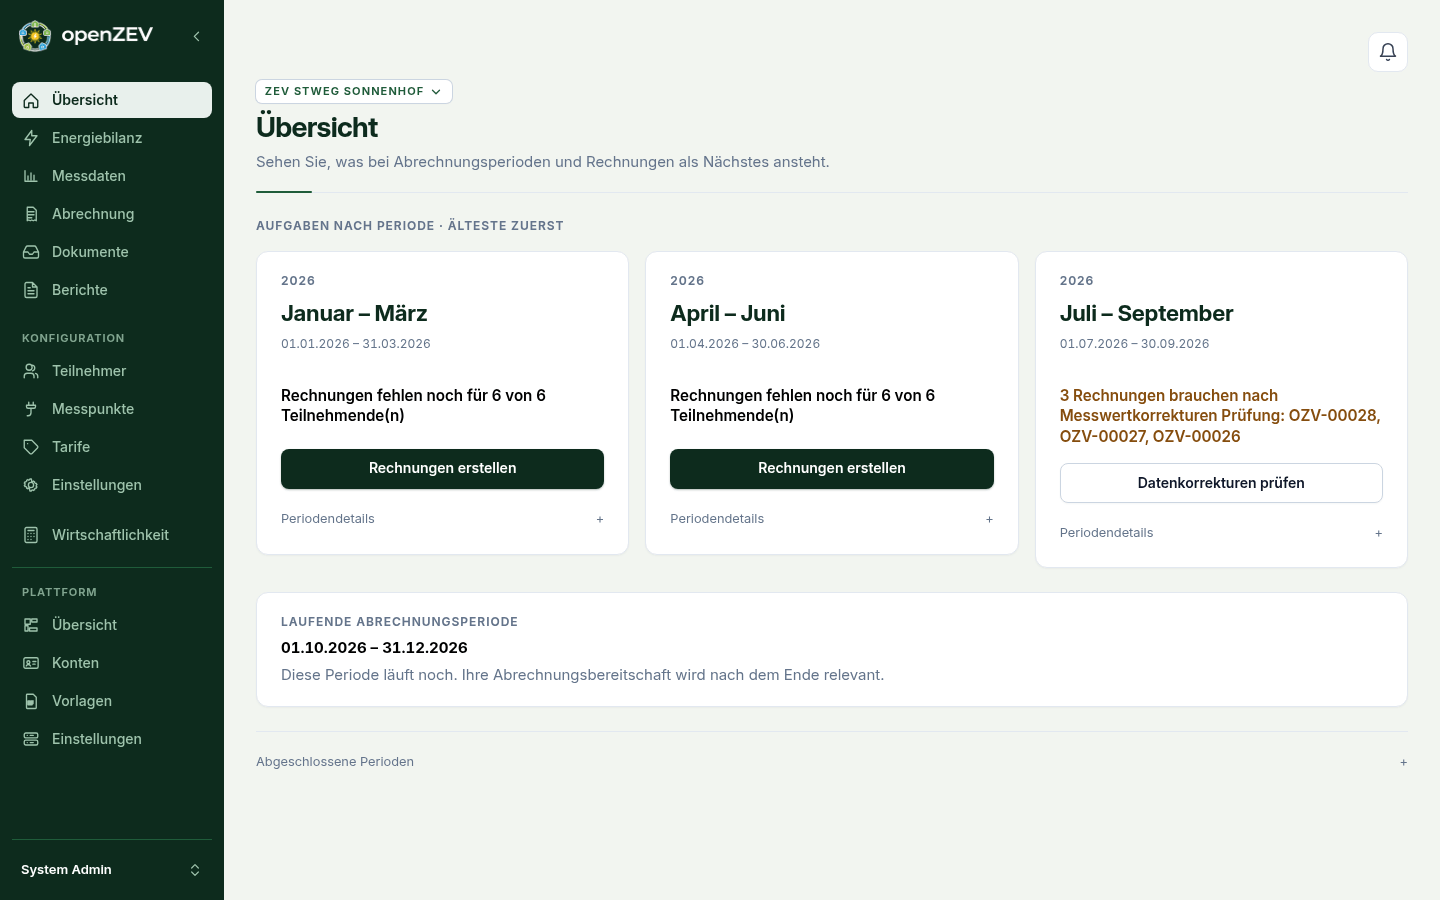 openZEV
Übersicht
Energiebilanz
Messdaten
Abrechnung
Dokumente
Berichte
KONFIGURATION
Teilnehmer
Messpunkte
Tarife
Einstellungen
Wirtschaftlichkeit
PLATTFORM
Übersicht
Konten
Vorlagen
Einstellungen
System Admin
ZEV STWEG SONNENHOF
Übersicht
Sehen Sie, was bei Abrechnungsperioden und Rechnungen als Nächstes ansteht.
AUFGABEN NACH PERIODE · ÄLTESTE ZUERST
2026
Januar – März
01.01.2026 – 31.03.2026
Rechnungen fehlen noch für 6 von 6
Teilnehmende(n)
Rechnungen erstellen
Periodendetails +
2026
April – Juni
01.04.2026 – 30.06.2026
Rechnungen fehlen noch für 6 von 6
Teilnehmende(n)
Rechnungen erstellen
Periodendetails +
2026
Juli – September
01.07.2026 – 30.09.2026
3 Rechnungen brauchen nach
Messwertkorrekturen Prüfung: OZV-00028,
OZV-00027, OZV-00026
Datenkorrekturen prüfen
Periodendetails +
LAUFENDE ABRECHNUNGSPERIODE
01.10.2026 – 31.12.2026
Diese Periode läuft noch. Ihre Abrechnungsbereitschaft wird nach dem Ende relevant.
Abgeschlossene Perioden +